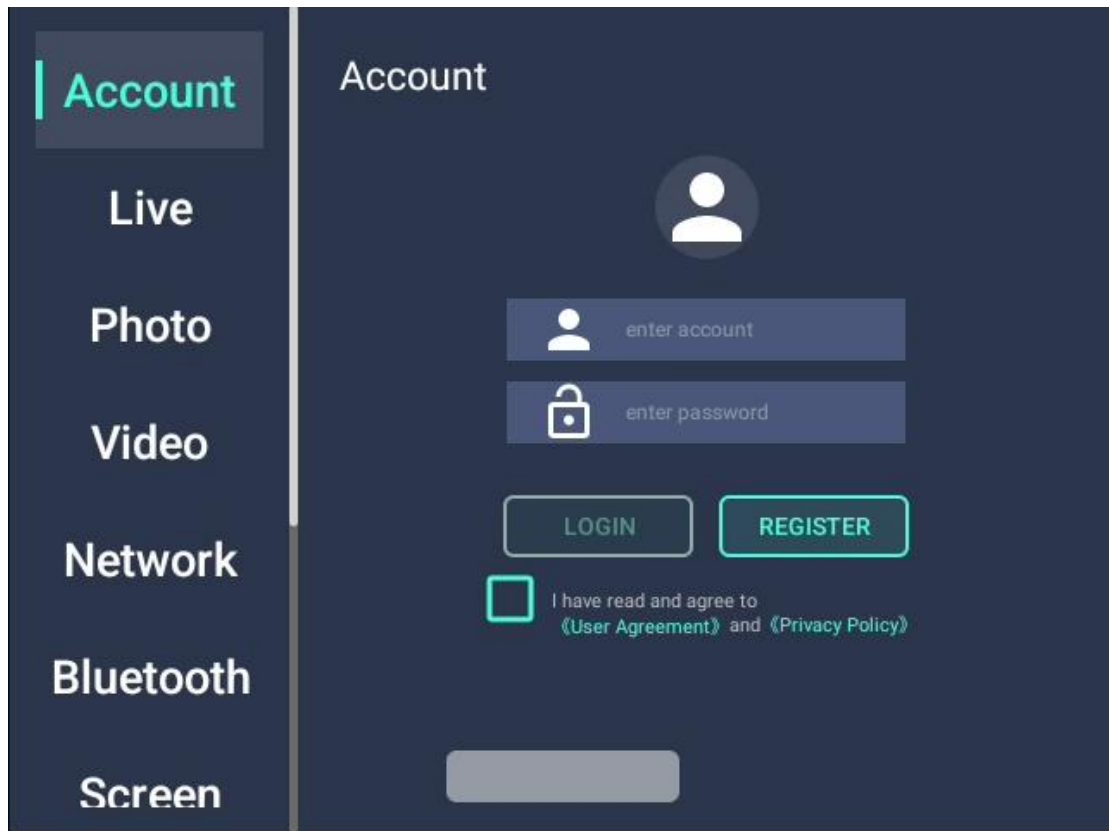 Account
Live
Photo
Video
Network
Bluetooth
Screen
Account
enter account
enter password
LOGIN
REGISTER
I have read and agree to
《User Agreement》 and 《Privacy Policy》